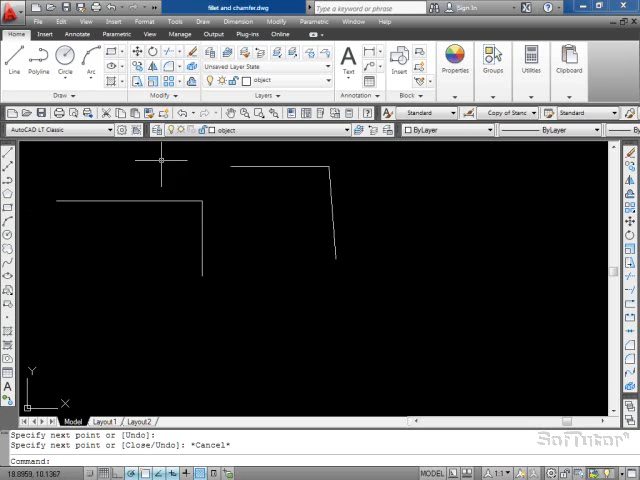 fillet and chamfer.dwg
Type a keyword or phrase
Sign In
File Edit View Insert Format Tools Draw Dimension Modify Parametric Window Help
Home Insert Annotate Parametric View Manage Output Plug-ins Online
Line Polyline Circle Arc
Unsaved Layer State
object
Text
Insert
Properties Groups Utilities Clipboard
Draw Modify Layers Annotation Block
Standard Copy of Stanc Standard
AutoCAD LT Classic
object
ByLayer ByLayer
Y
X
Model Layout1 Layout2
Specify next point or [Undo]:
Specify next point or [Close/Undo]: *Cancel*
SofTutor
Command:
18.8959, 10.1367
MODEL
1:1